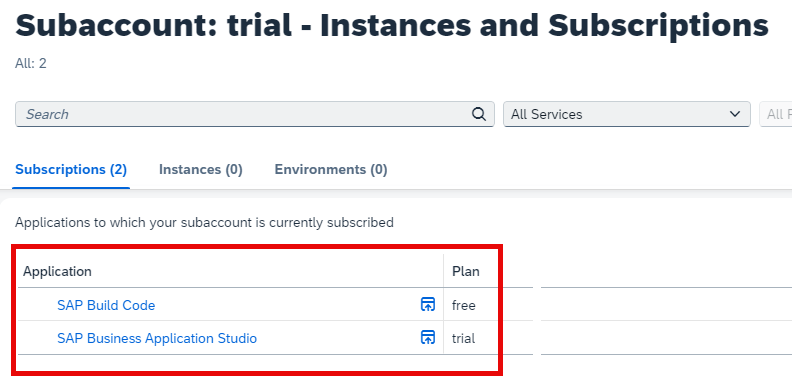 Subaccount: trial - Instances and Subscriptions
All: 2
Search All Services All
Subscriptions (2) Instances (0) Environments (0)
Applications to which your subaccount is currently subscribed
Application Plan
SAP Build Code free
SAP Business Application Studio trial